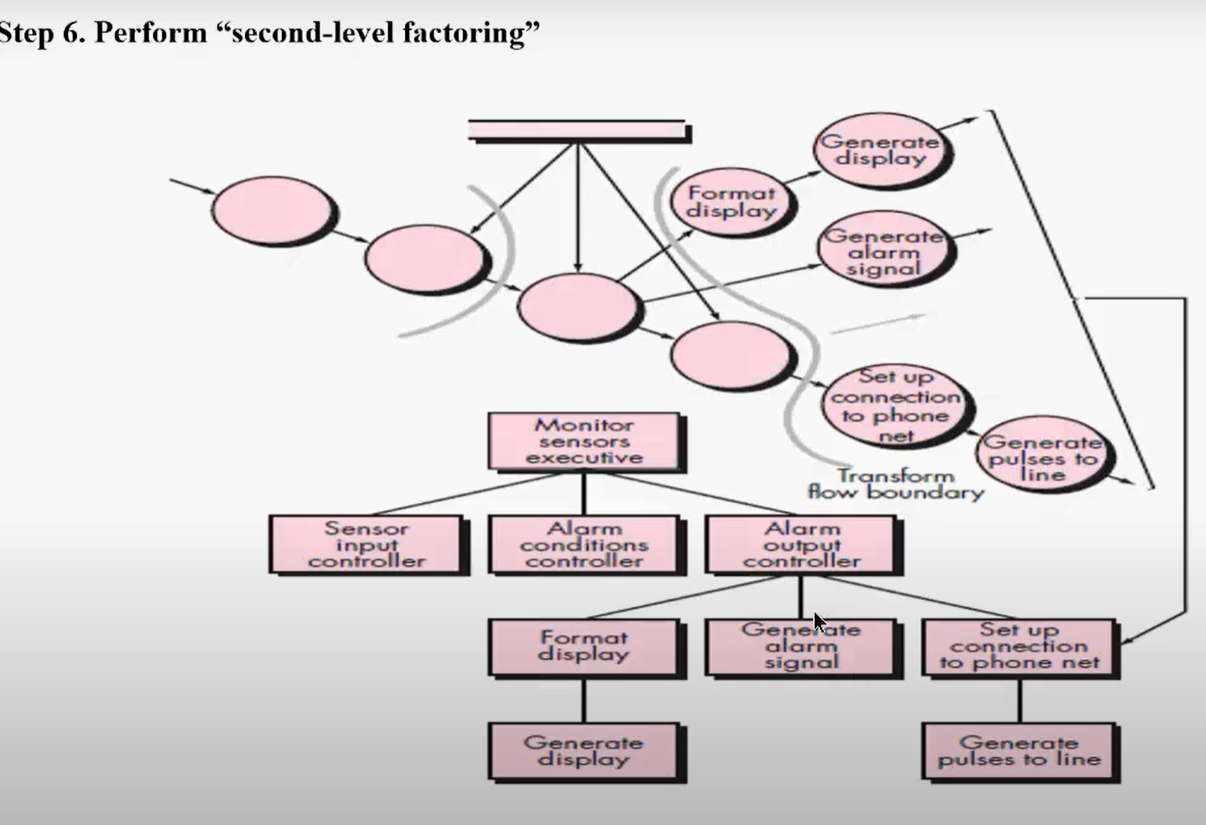 Step 6. Perform “second-level factoring”
Generate
display
Format
display
Generate
alarm
signal
Set up
connection
to phone
net
Generate
pulses to
line
Transform
flow boundary
Monitor
sensors
executive
Sensor
input
controller
Alarm
conditions
controller
Alarm
output
controller
Format
display
Generate
alarm
signal
Set up
connection
to phone net
Generate
display
Generate
pulses to line